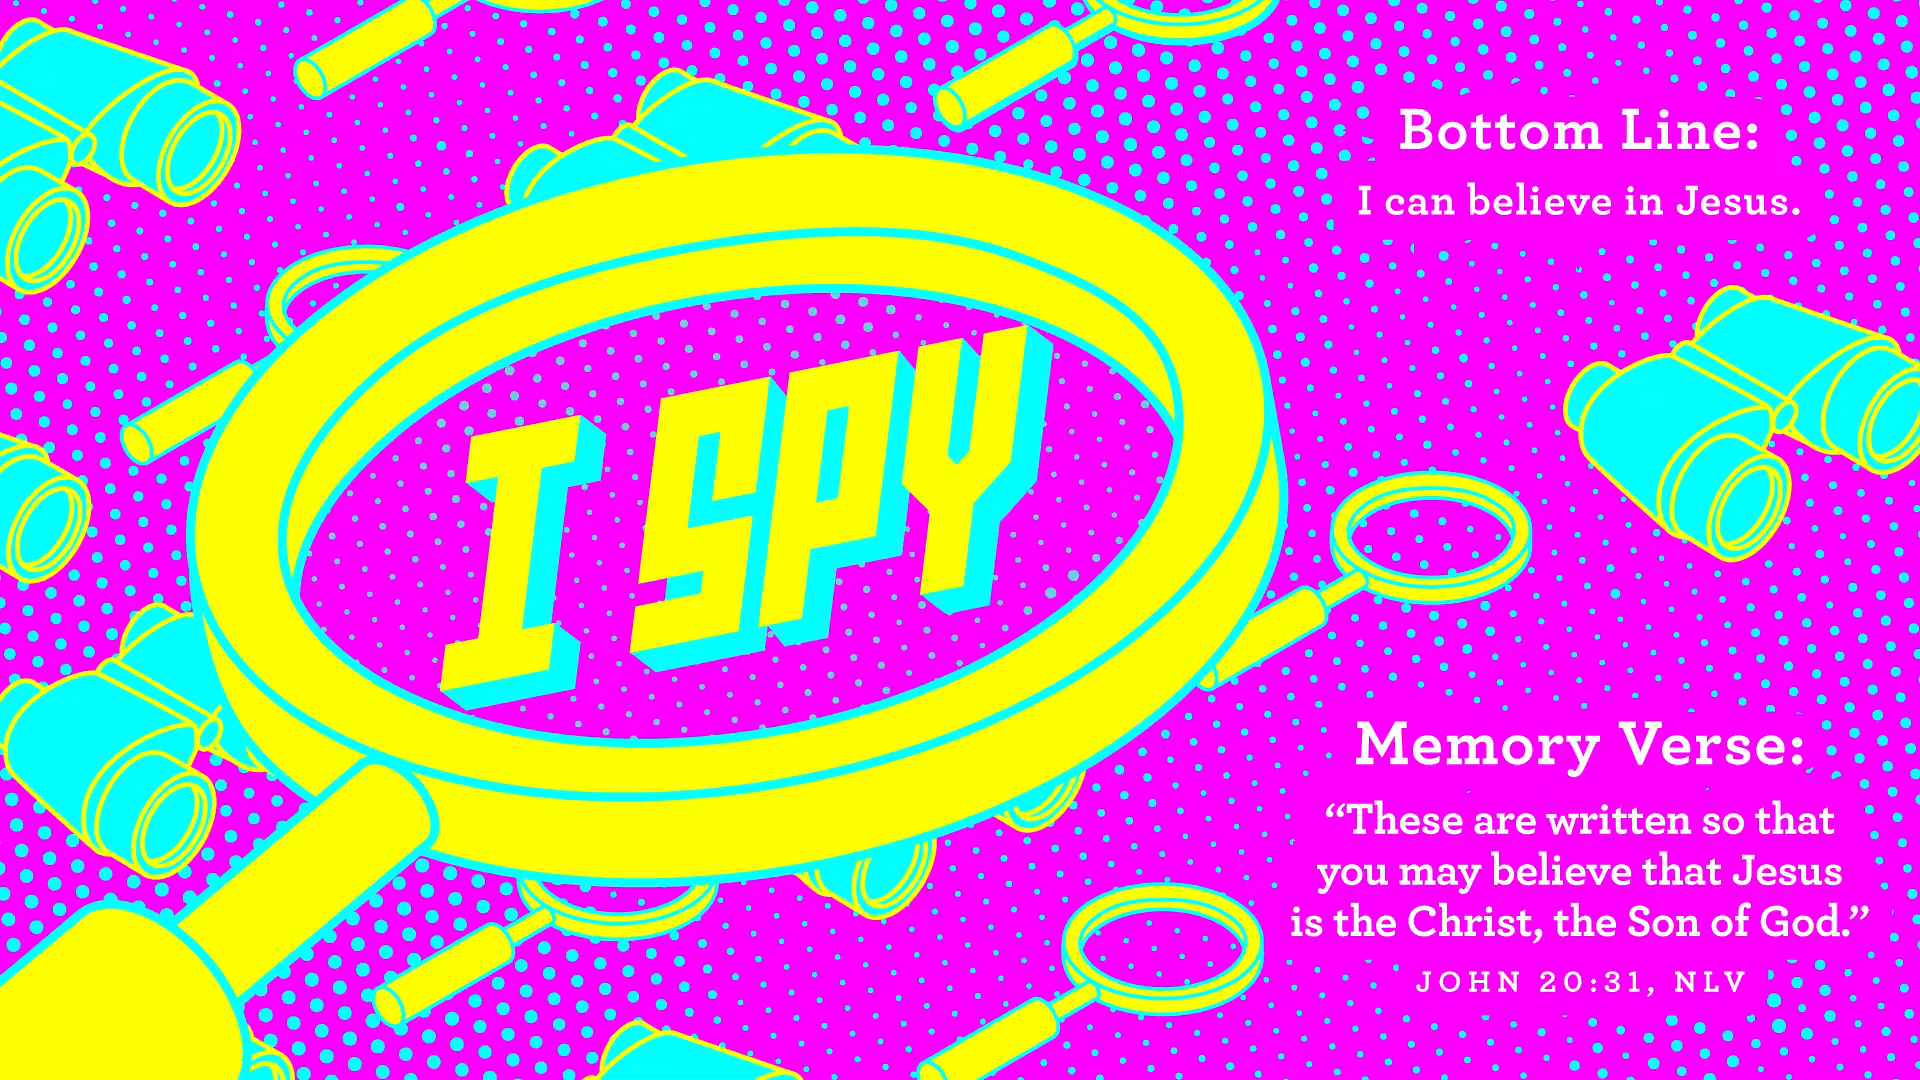 I SPY
Bottom Line:
I can believe in Jesus.
Memory Verse:
“These are written so that
you may believe that Jesus
is the Christ, the Son of God.”
JOHN 20:31, NLV